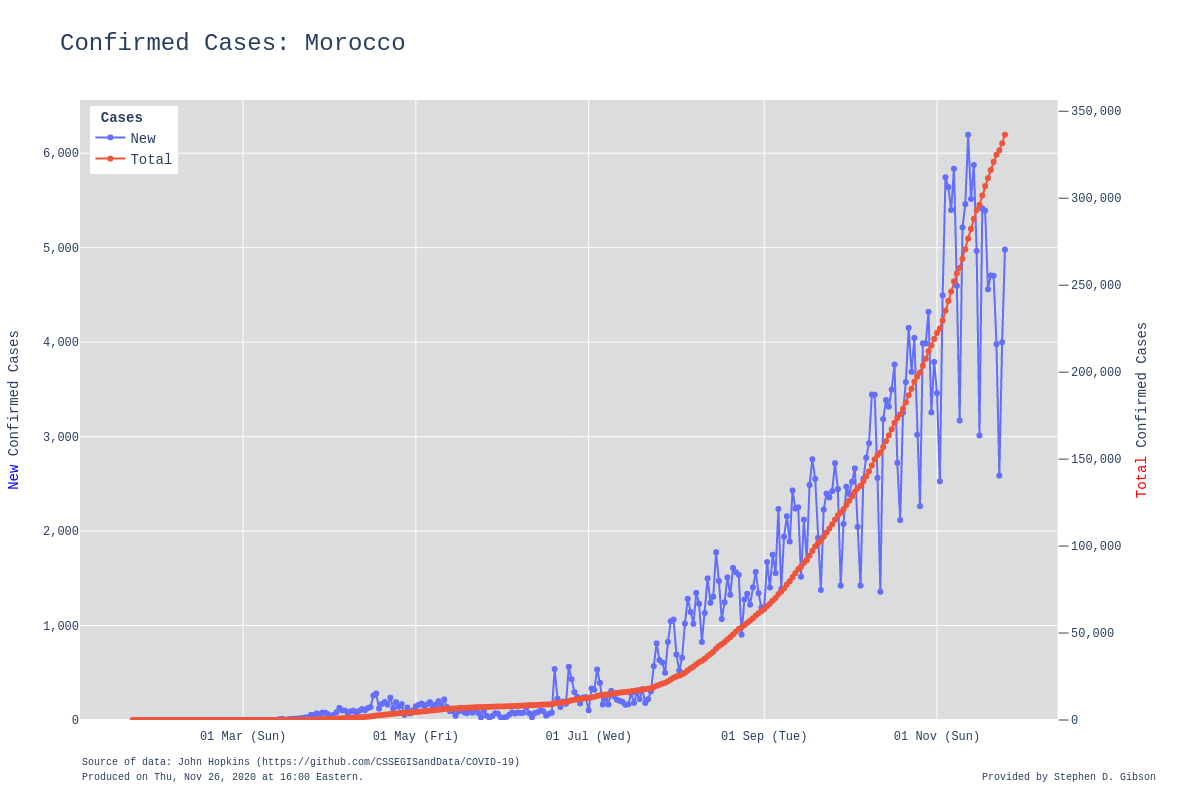 Confirmed Cases: Morocco
Cases
New
Total
6,000
5,000
4,000
3,000
2,000
1,000
0
New Confirmed Cases
350,000
300,000
250,000
200,000
150,000
100,000
50,000
0
Total Confirmed Cases
01 Mar (Sun) 01 May (Fri) 01 Jul (Wed) 01 Sep (Tue) 01 Nov (Sun)
Source of data: John Hopkins (https://github.com/CSSEGISandData/COVID-19)
Produced on Thu, Nov 26, 2020 at 16:00 Eastern.
Provided by Stephen D. Gibson